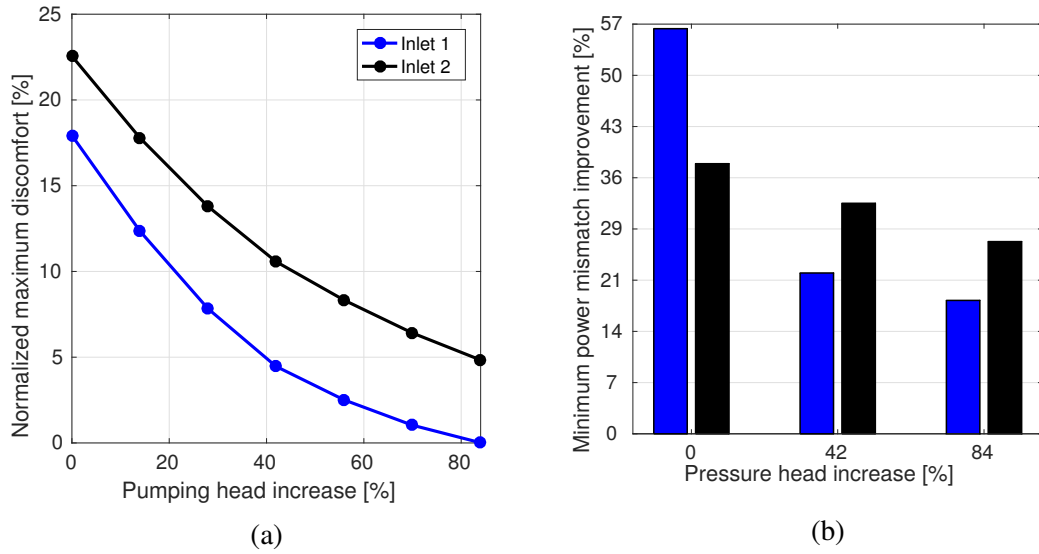 25
20
15
10
5
0
0
20
40
60
80
Normalized maximum discomfort [%]
Pumping head increase [%]
Inlet 1
Inlet 2
(a)
57
50
43
36
29
21
14
7
0
0
42
84
Minimum power mismatch improvement [%]
Pressure head increase [%]
(b)